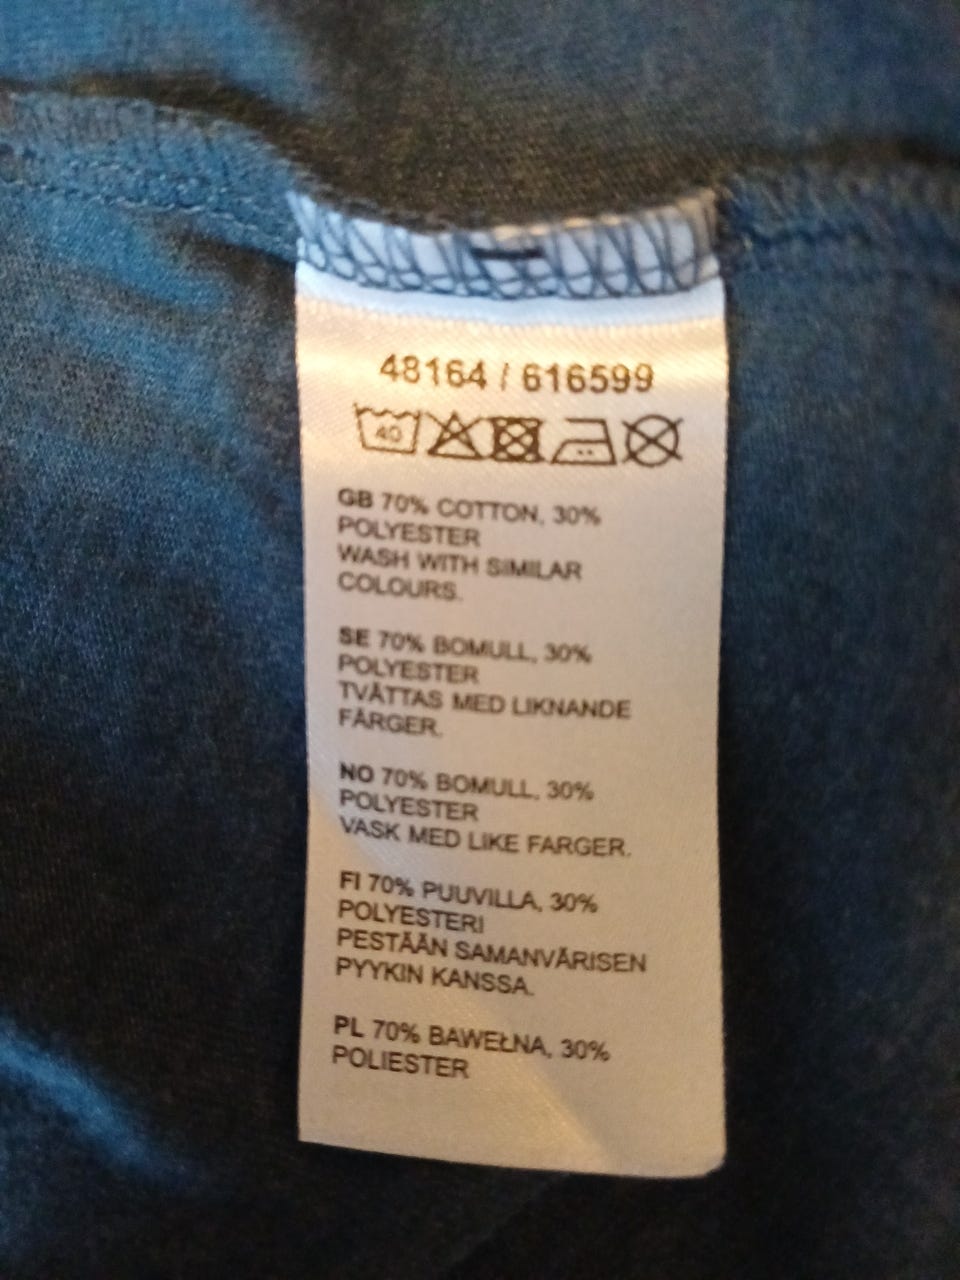 48164 / 616599
40
GB 70% COTTON, 30%
POLYESTER
WASH WITH SIMILAR
COLOURS.
SE 70% BOMULL, 30%
POLYESTER
TVÄTTAS MED LIKNANDE
FÄRGER.
NO 70% BOMULL, 30%
POLYESTER
VASK MED LIKE FARGER.
FI 70% PUUVILLA, 30%
POLYESTERI
PESTÄÄN SAMANVÄRISEN
PYYKIN KANSSA.
PL 70% BAWEŁNA, 30%
POLIESTER